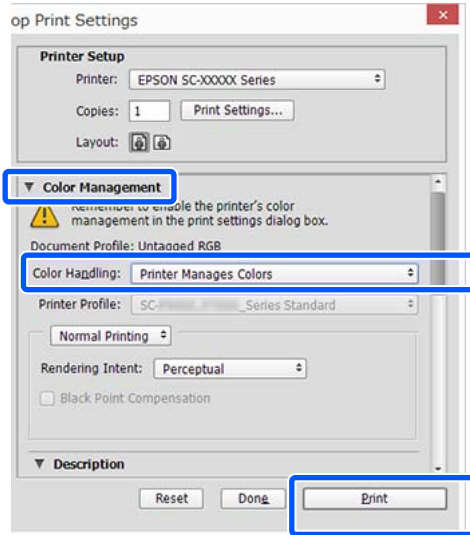 op Print Settings
Printer Setup
Printer: EPSON SC-XXXXX Series
Copies: 1 Print Settings...
Layout:
Color Management
Remember to enable the printer's color
management in the print settings dialog box.
Document Profile: Untagged RGB
Color Handling: Printer Manages Colors
Printer Profile: SC- _Series Standard
Normal Printing
Rendering Intent: Perceptual
Black Point Compensation
Description
Reset Done Print